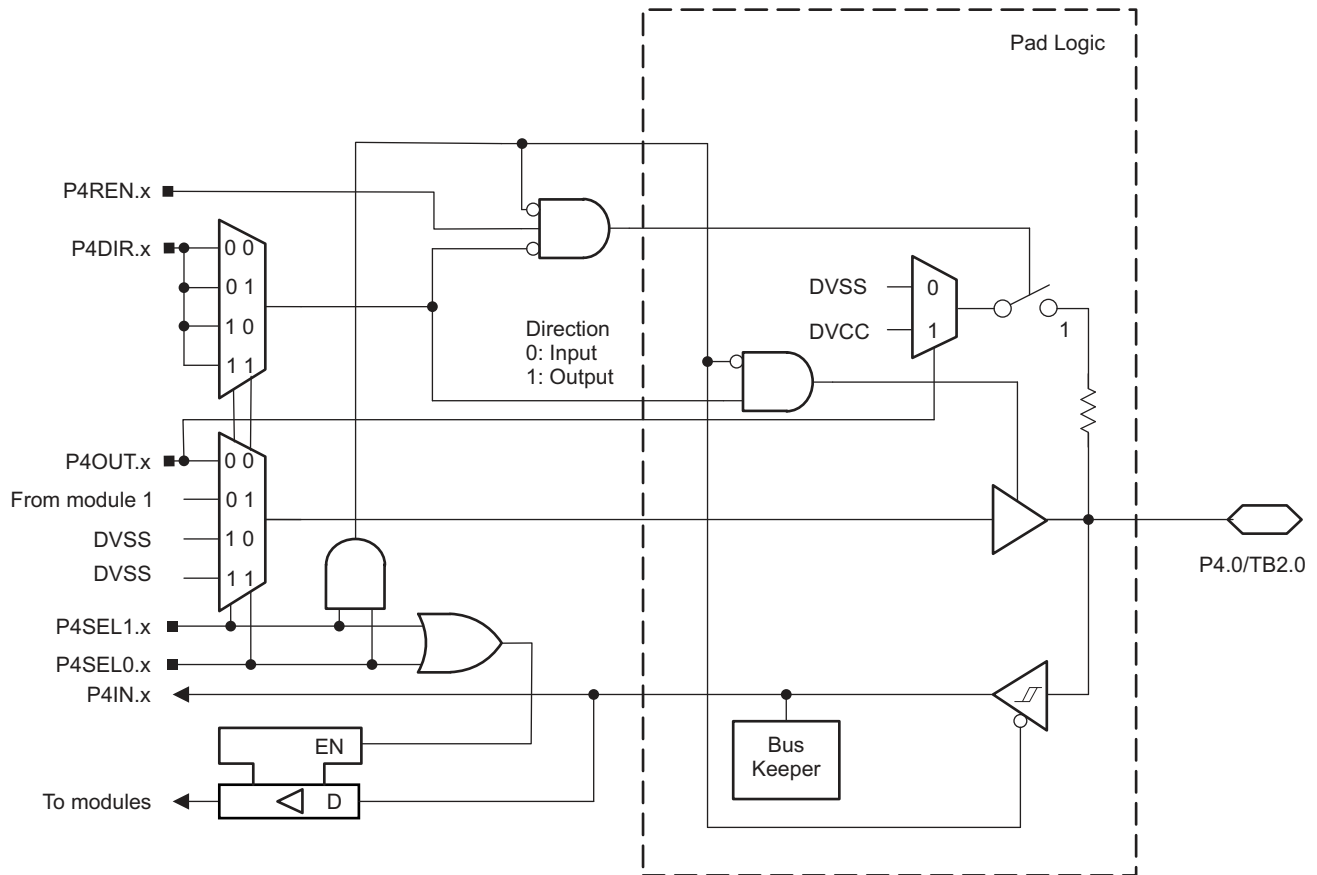 Pad Logic
P4REN.x
P4DIR.x
0 0
0 1
1 0
1 1
Direction
0: Input
1: Output
DVSS
0
DVCC
1
1
P4OUT.x
0 0
From module 1
0 1
DVSS
1 0
DVSS
1 1
P4.0/TB2.0
P4SEL1.x
P4SEL0.x
P4IN.x
EN
Bus
Keeper
To modules
D